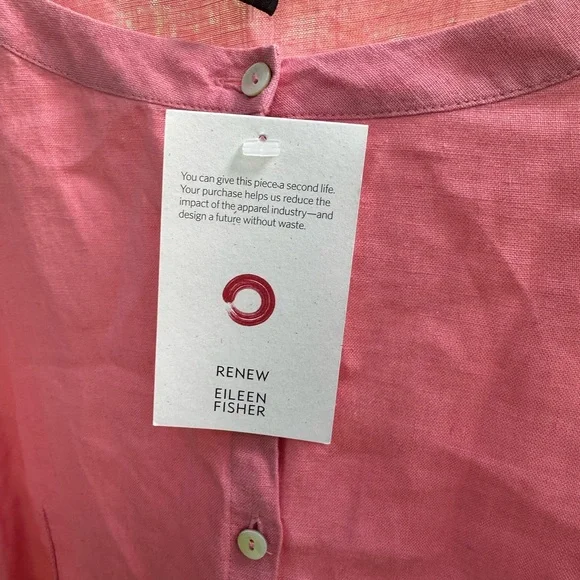 You can give this piece a second life.
Your purchase helps us reduce the
impact of the apparel industry—and
design a future without waste.
RENEW
EILEEN
FISHER